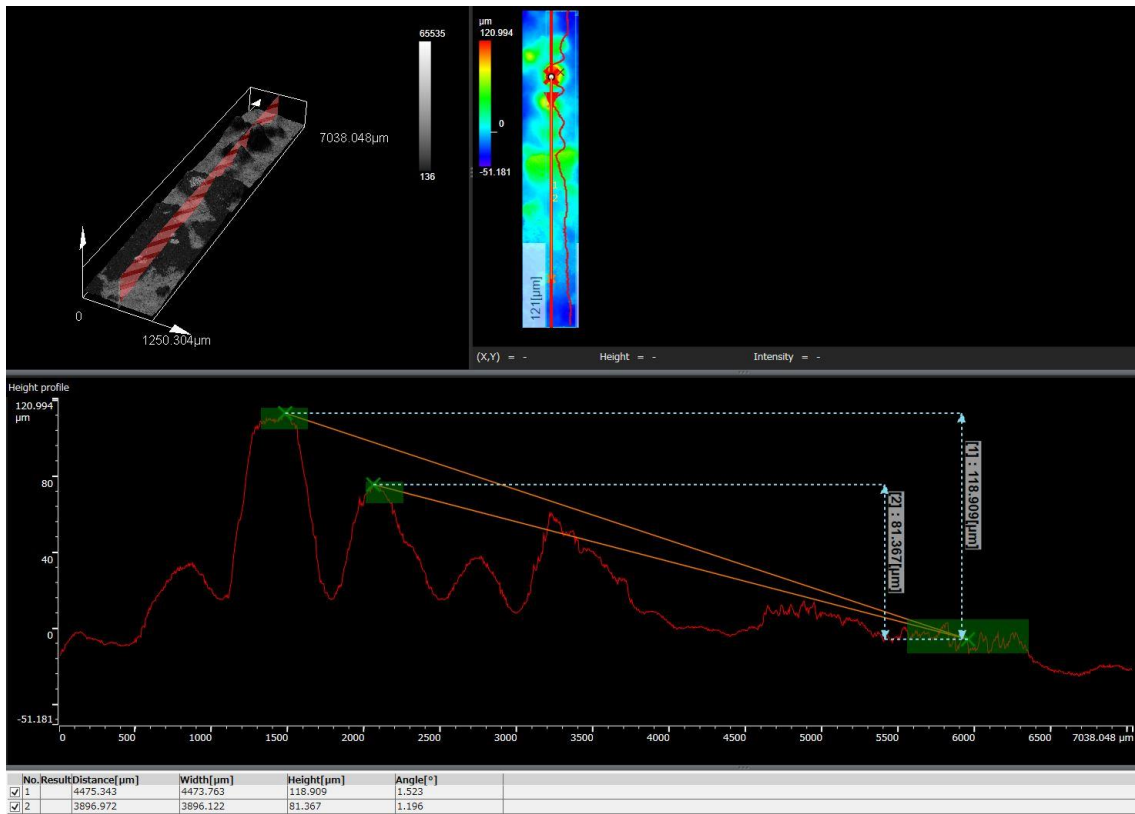 65535
136
7038.048µm
0
1250.304µm
µm
120.994
0
-51.181
121[µm]
(X,Y) = - Height = - Intensity = -
Height profile
120.994
µm
80
40
0
-51.181
[1] : 118.909[µm]
[2] : 81.367[µm]
0 500 1000 1500 2000 2500 3000 3500 4000 4500 5000 5500 6000 6500 7038.048 µm
No. Result Distance[µm] Width[µm] Height[µm] Angle[°]
1 4475.343 4473.763 118.909 1.523
2 3896.972 3896.122 81.367 1.196